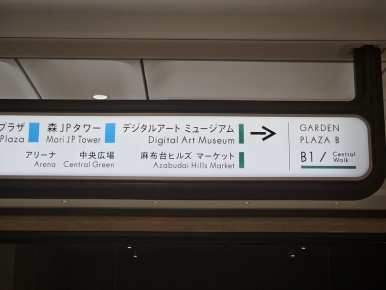 プラザ 森JPタワー デジタルアート ミュージアム
Plaza Mori JP Tower Digital Art Museum
アリーナ 中央広場 麻布台ヒルズ マーケット
Arena Central Green Azabudai Hills Market
→
GARDEN
PLAZA B
B1 / Central
Walk